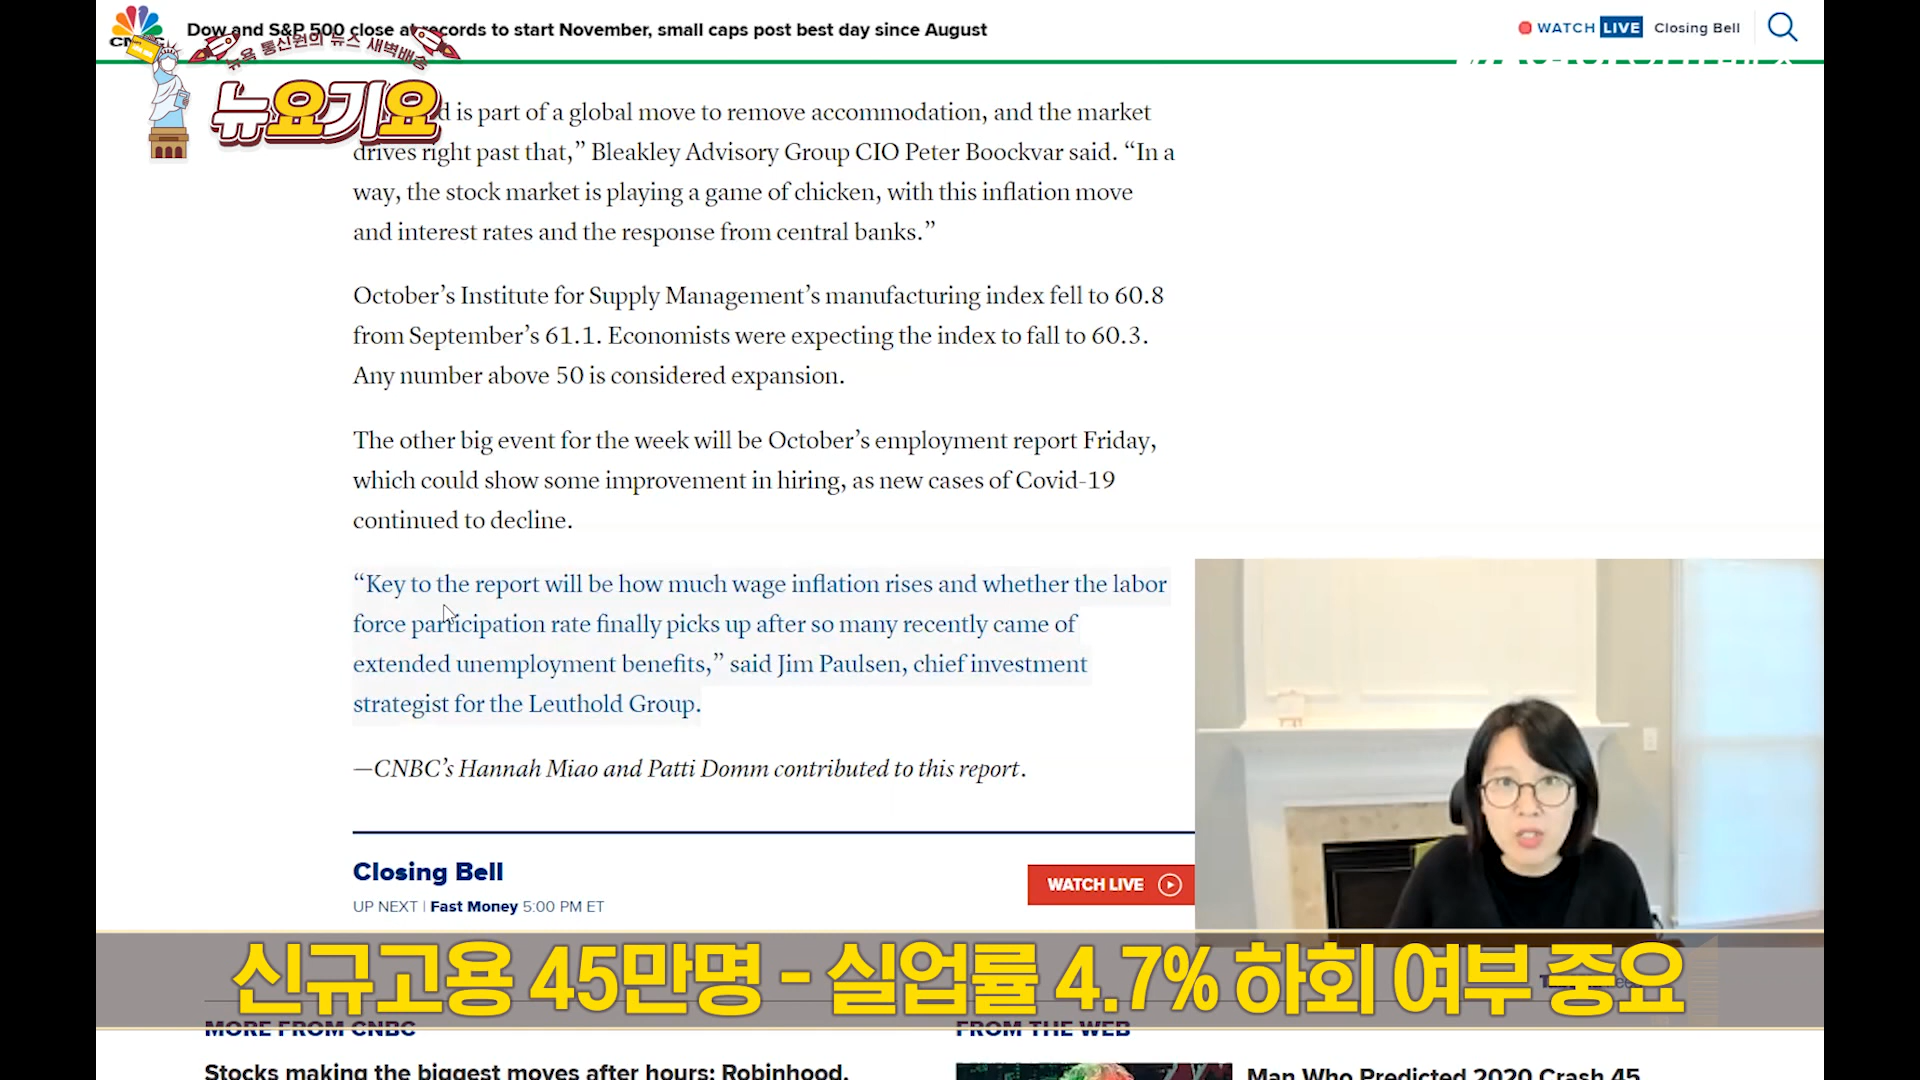 Dow and S&P 500 close at records to start November, small caps post best day since August
WATCH LIVE Closing Bell
뉴욕 통신원의 뉴스 새벽배송
뉴요기요
is part of a global move to remove accommodation, and the market
drives right past that,” Bleakley Advisory Group CIO Peter Boockvar said. “In a
way, the stock market is playing a game of chicken, with this inflation move
and interest rates and the response from central banks.”
October’s Institute for Supply Management’s manufacturing index fell to 60.8
from September’s 61.1. Economists were expecting the index to fall to 60.3.
Any number above 50 is considered expansion.
The other big event for the week will be October’s employment report Friday,
which could show some improvement in hiring, as new cases of Covid-19
continued to decline.
“Key to the report will be how much wage inflation rises and whether the labor
force participation rate finally picks up after so many recently came of
extended unemployment benefits,” said Jim Paulsen, chief investment
strategist for the Leuthold Group.
—CNBC’s Hannah Miao and Patti Domm contributed to this report.
Closing Bell
WATCH LIVE
UP NEXT | Fast Money 5:00 PM ET
신규고용 45만명 - 실업률 4.7% 하회 여부 중요
MORE FROM CNBC
FROM THE WEB
Stocks making the biggest moves after hours: Robinhood,
Man Who Predicted 2020 Crash 45